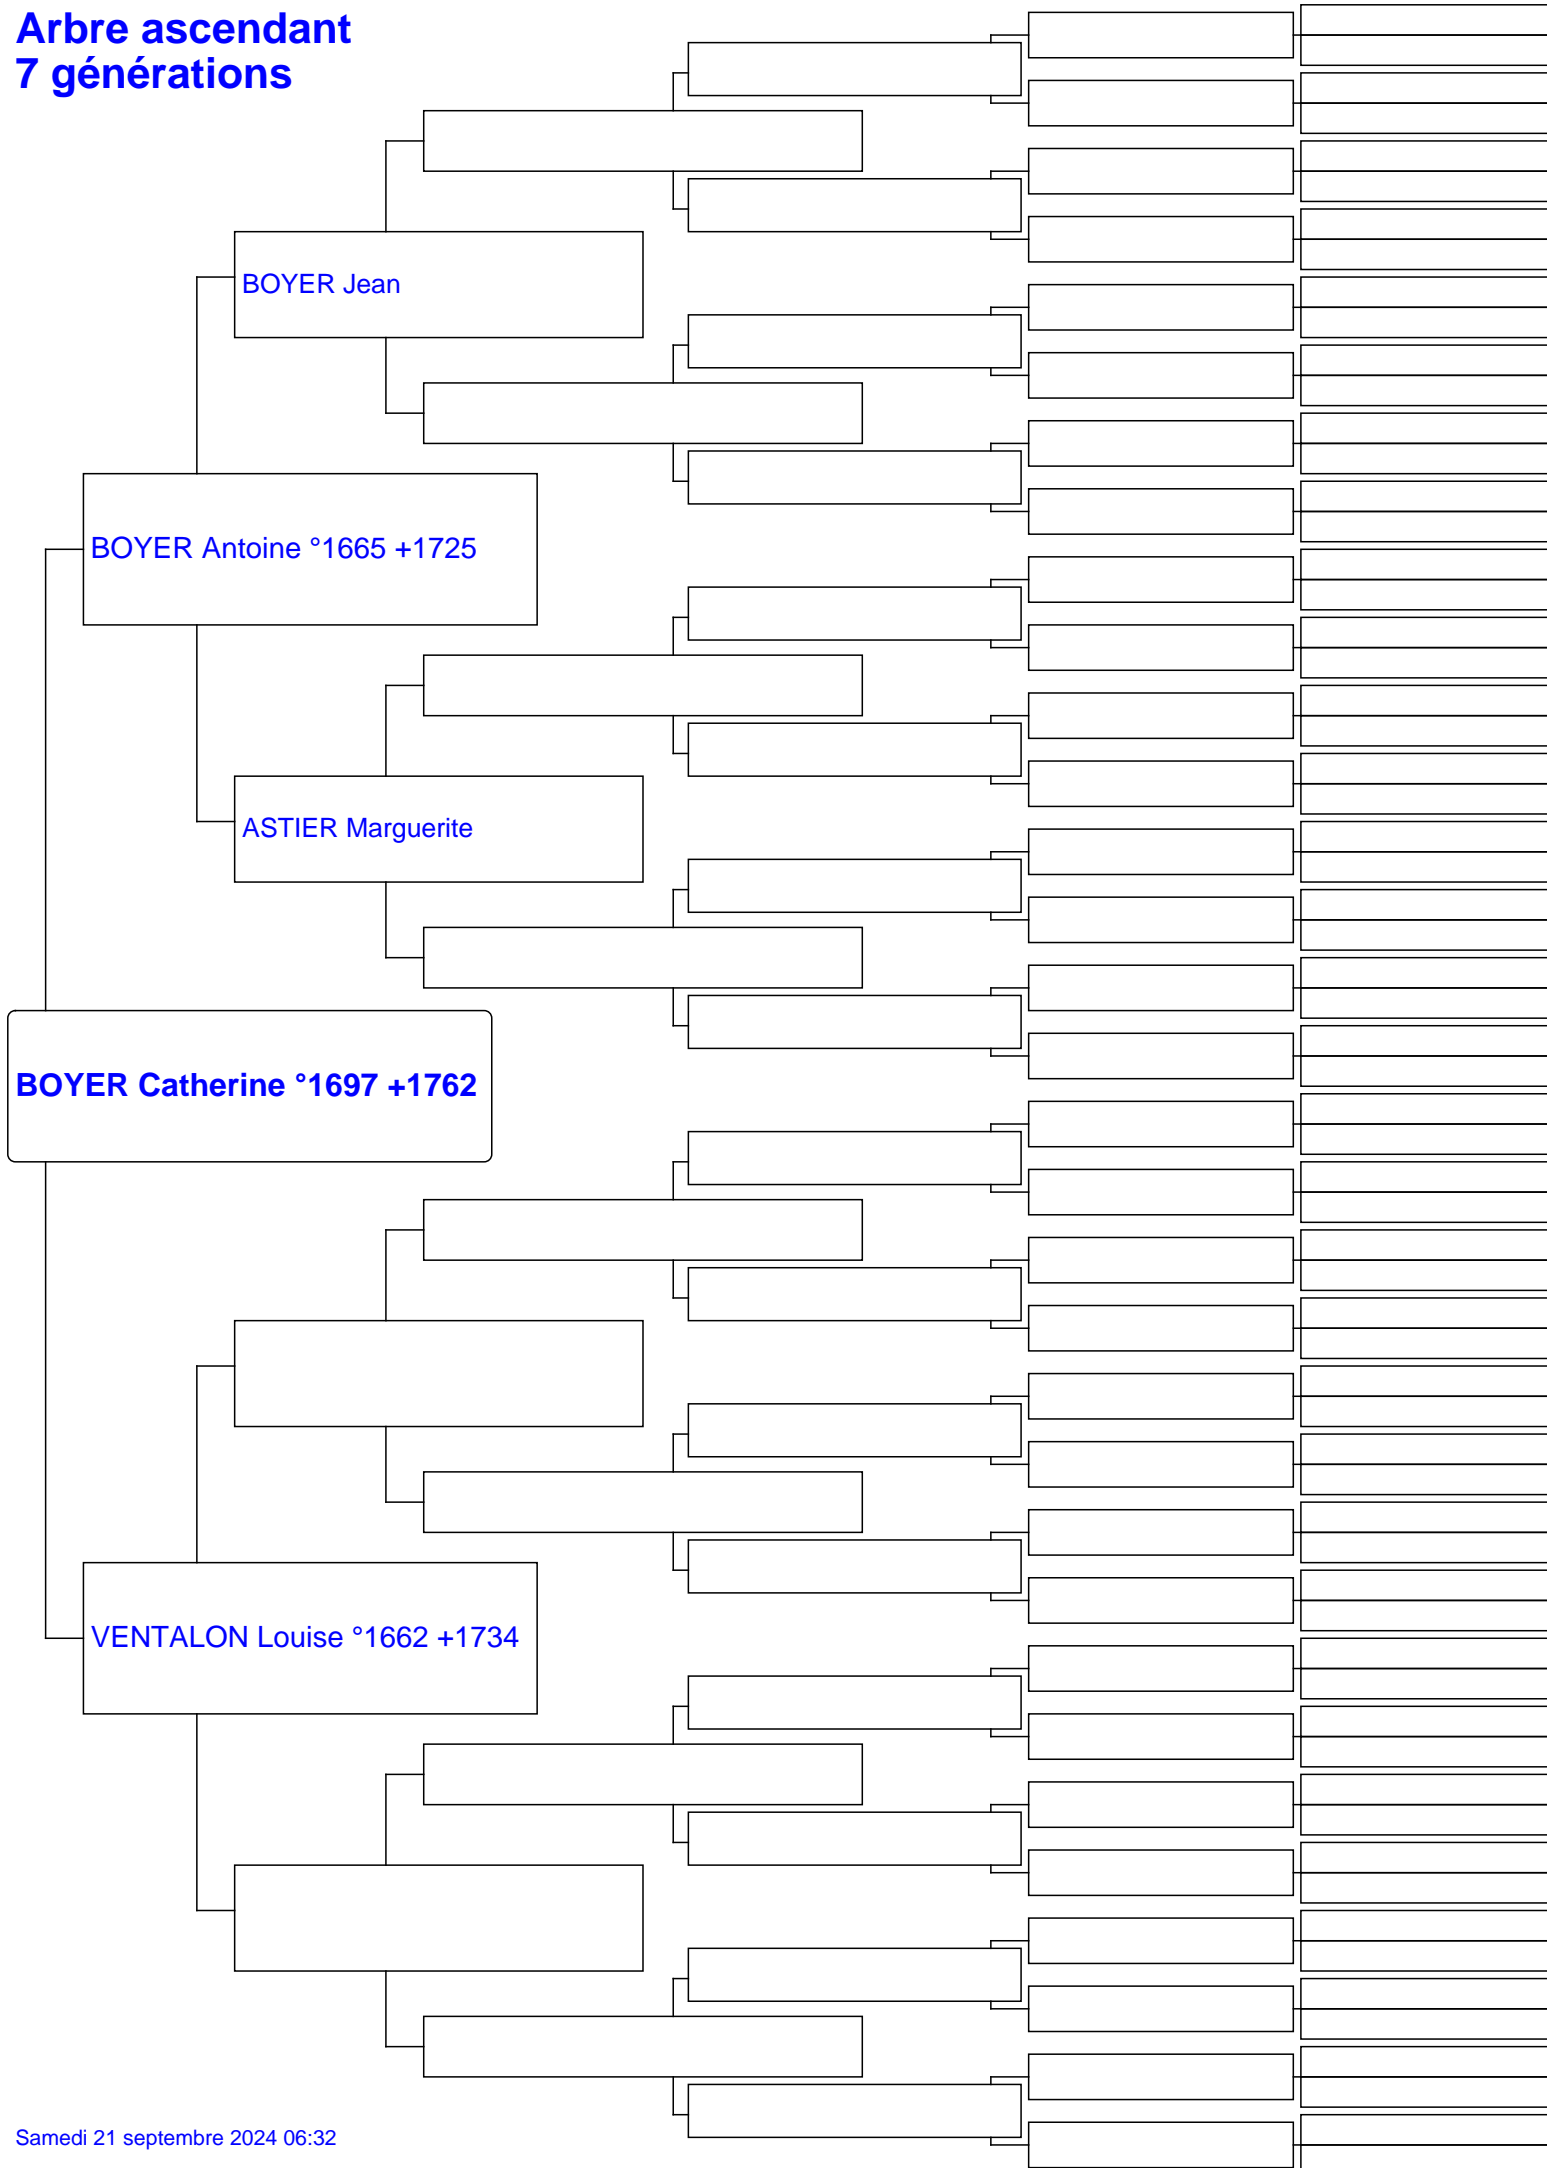 Arbre ascendant
7 générations
BOYER Jean
BOYER Antoine °1665 +1725
ASTIER Marguerite
BOYER Catherine °1697 +1762
VENTALON Louise °1662 +1734
Samedi 21 septembre 2024 06:32